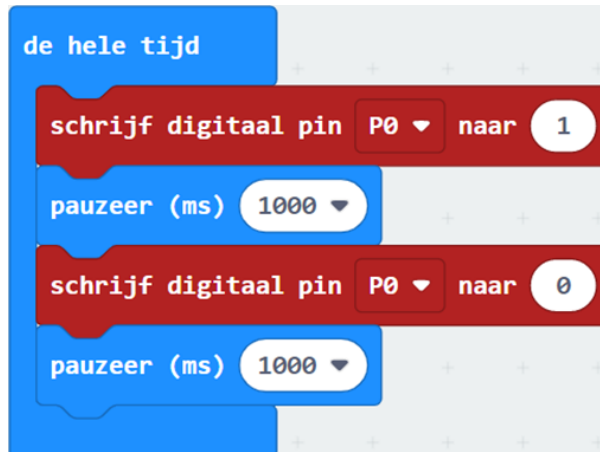 de hele tijd
schrijf digitaal pin P0 naar 1
pauzeer (ms) 1000
schrijf digitaal pin P0 naar 0
pauzeer (ms) 1000